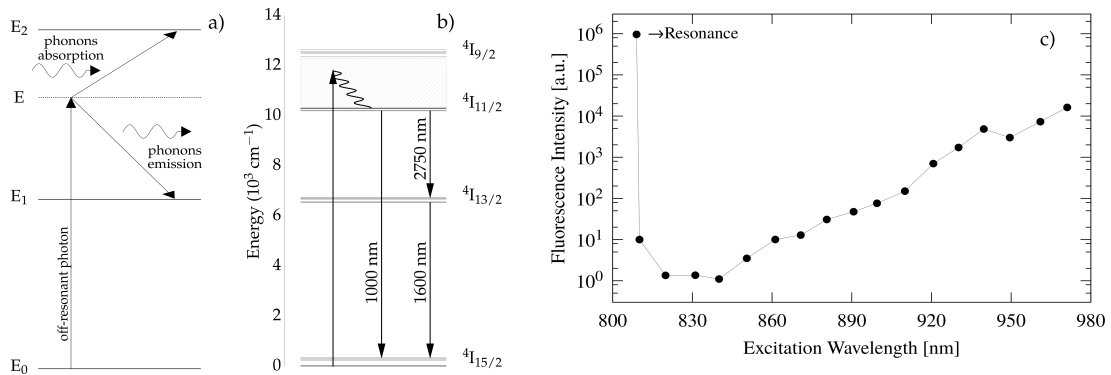 a)
E2
phonons
absorption
E
phonons
emission
E1
off-resonant photon
E0
b)
Energy (10³ cm⁻¹)
14
12
10
8
6
4
2
0
⁴I9/2
⁴I11/2
2750 nm
⁴I13/2
1000 nm
1600 nm
⁴I15/2
c)
→Resonance
Fluorescence Intensity [a.u.]
10⁶
10⁵
10⁴
10³
10²
10¹
10⁰
800 830 860 890 920 950 980
Excitation Wavelength [nm]